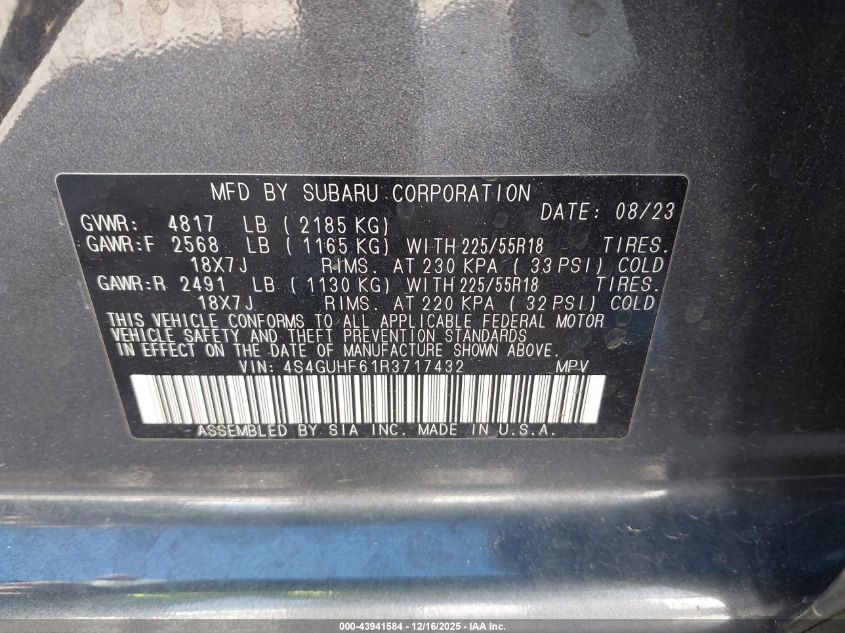 MFD BY SUBARU CORPORATION
DATE: 08/23
GVWR: 4817 LB ( 2185 KG)
GAWR:F 2568 LB ( 1165 KG) WITH 225/55R18 TIRES.
18X7J RIMS. AT 230 KPA ( 33 PSI) COLD
GAWR:R 2491 LB ( 1130 KG) WITH 225/55R18 TIRES.
18X7J RIMS. AT 220 KPA ( 32 PSI) COLD
THIS VEHICLE CONFORMS TO ALL APPLICABLE FEDERAL MOTOR
VEHICLE SAFETY AND THEFT PREVENTION STANDARDS
IN EFFECT ON THE DATE OF MANUFACTURE SHOWN ABOVE.
VIN: 4S4GUHF61R3717432 MPV
ASSEMBLED BY SIA INC. MADE IN U.S.A.
000-43941584 - 12/16/2025 - IAA Inc.